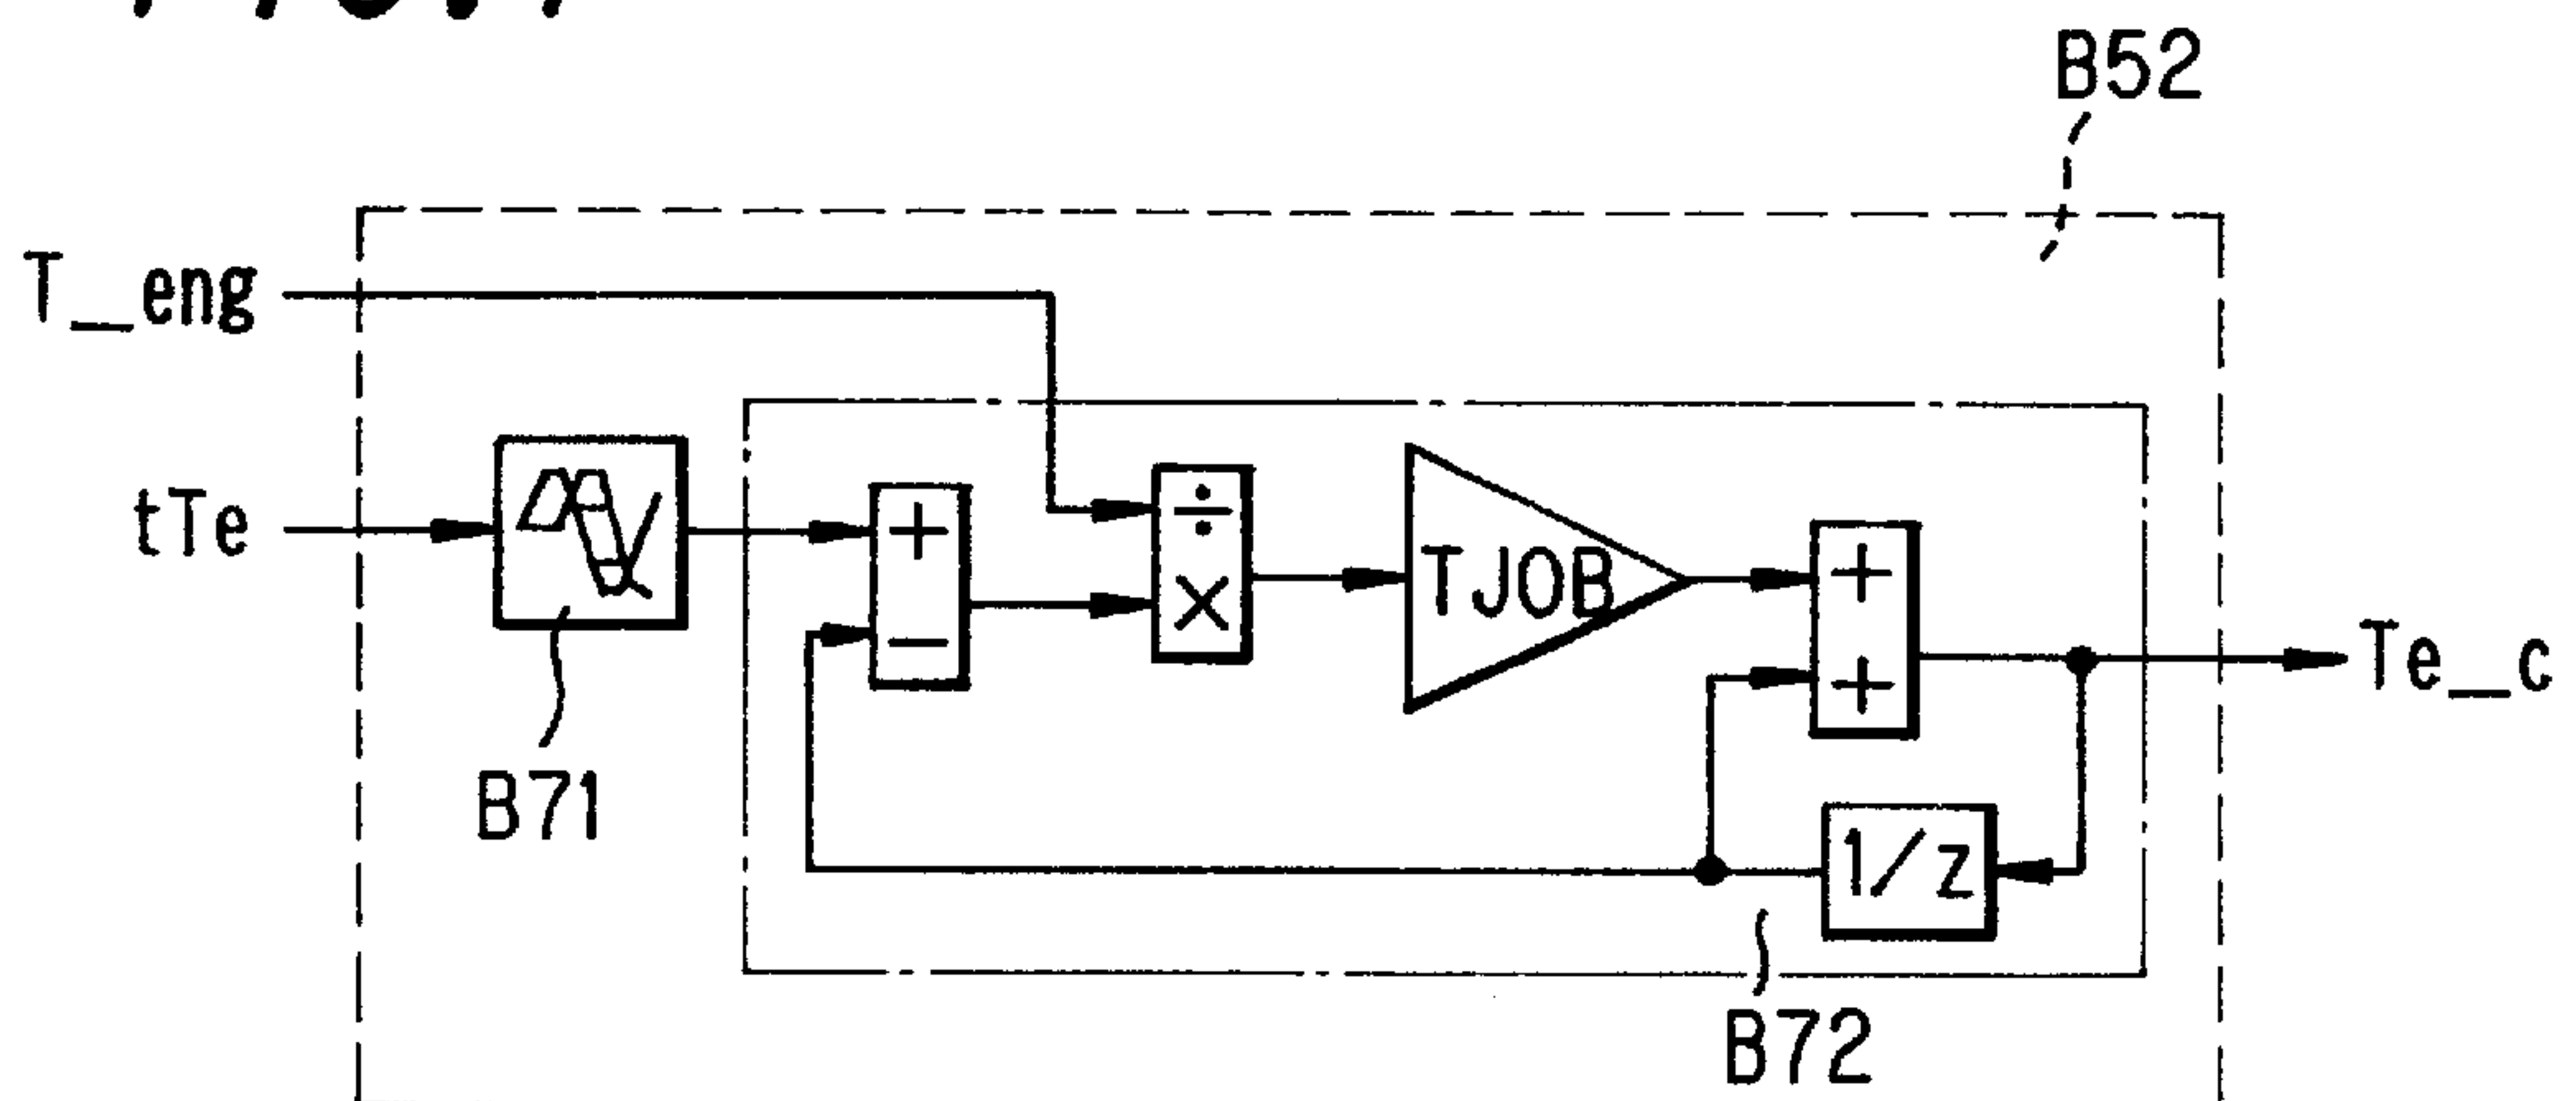 B52
T_eng
tTe
+
−
÷
×
TJOB
+
+
Te_c
1/z
B71
B72